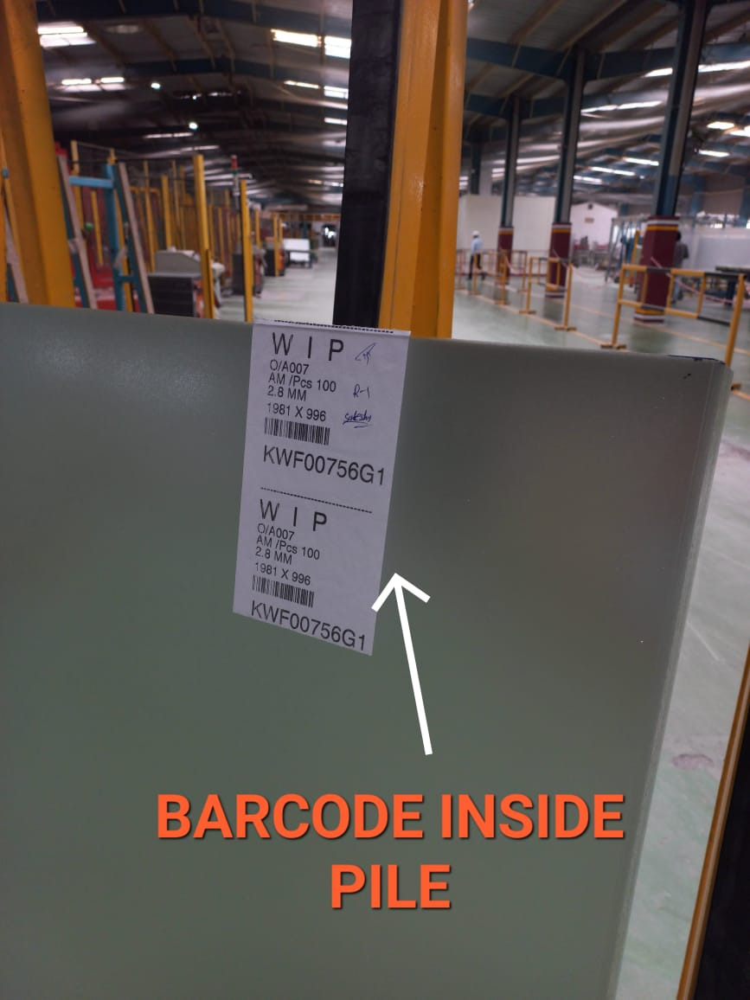 W I P
O/A007
AM /Pcs 100
R-1
2.8 MM
1981 X 996
KWF00756G1
W I P
O/A007
AM /Pcs 100
2.8 MM
1981 X 996
KWF00756G1
BARCODE INSIDE
PILE